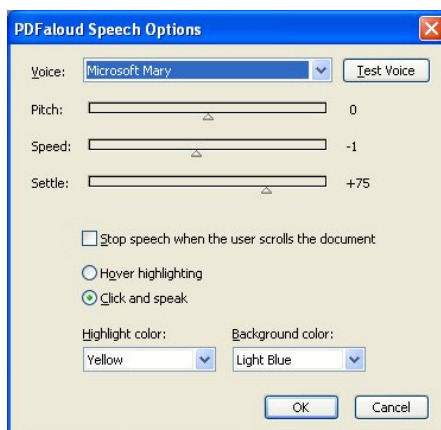 PDFaloud Speech Options
Voice: Microsoft Mary Test Voice
Pitch: 0
Speed: -1
Settle: +75
Stop speech when the user scrolls the document
Hover highlighting
Click and speak
Highlight color: Background color:
Yellow Light Blue
OK Cancel